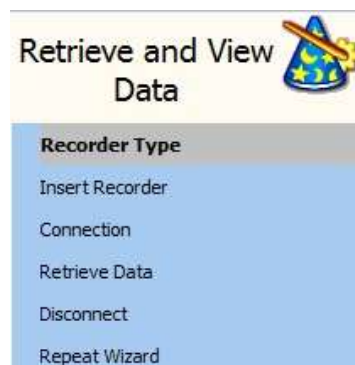 Retrieve and View
Data
Recorder Type
Insert Recorder
Connection
Retrieve Data
Disconnect
Repeat Wizard